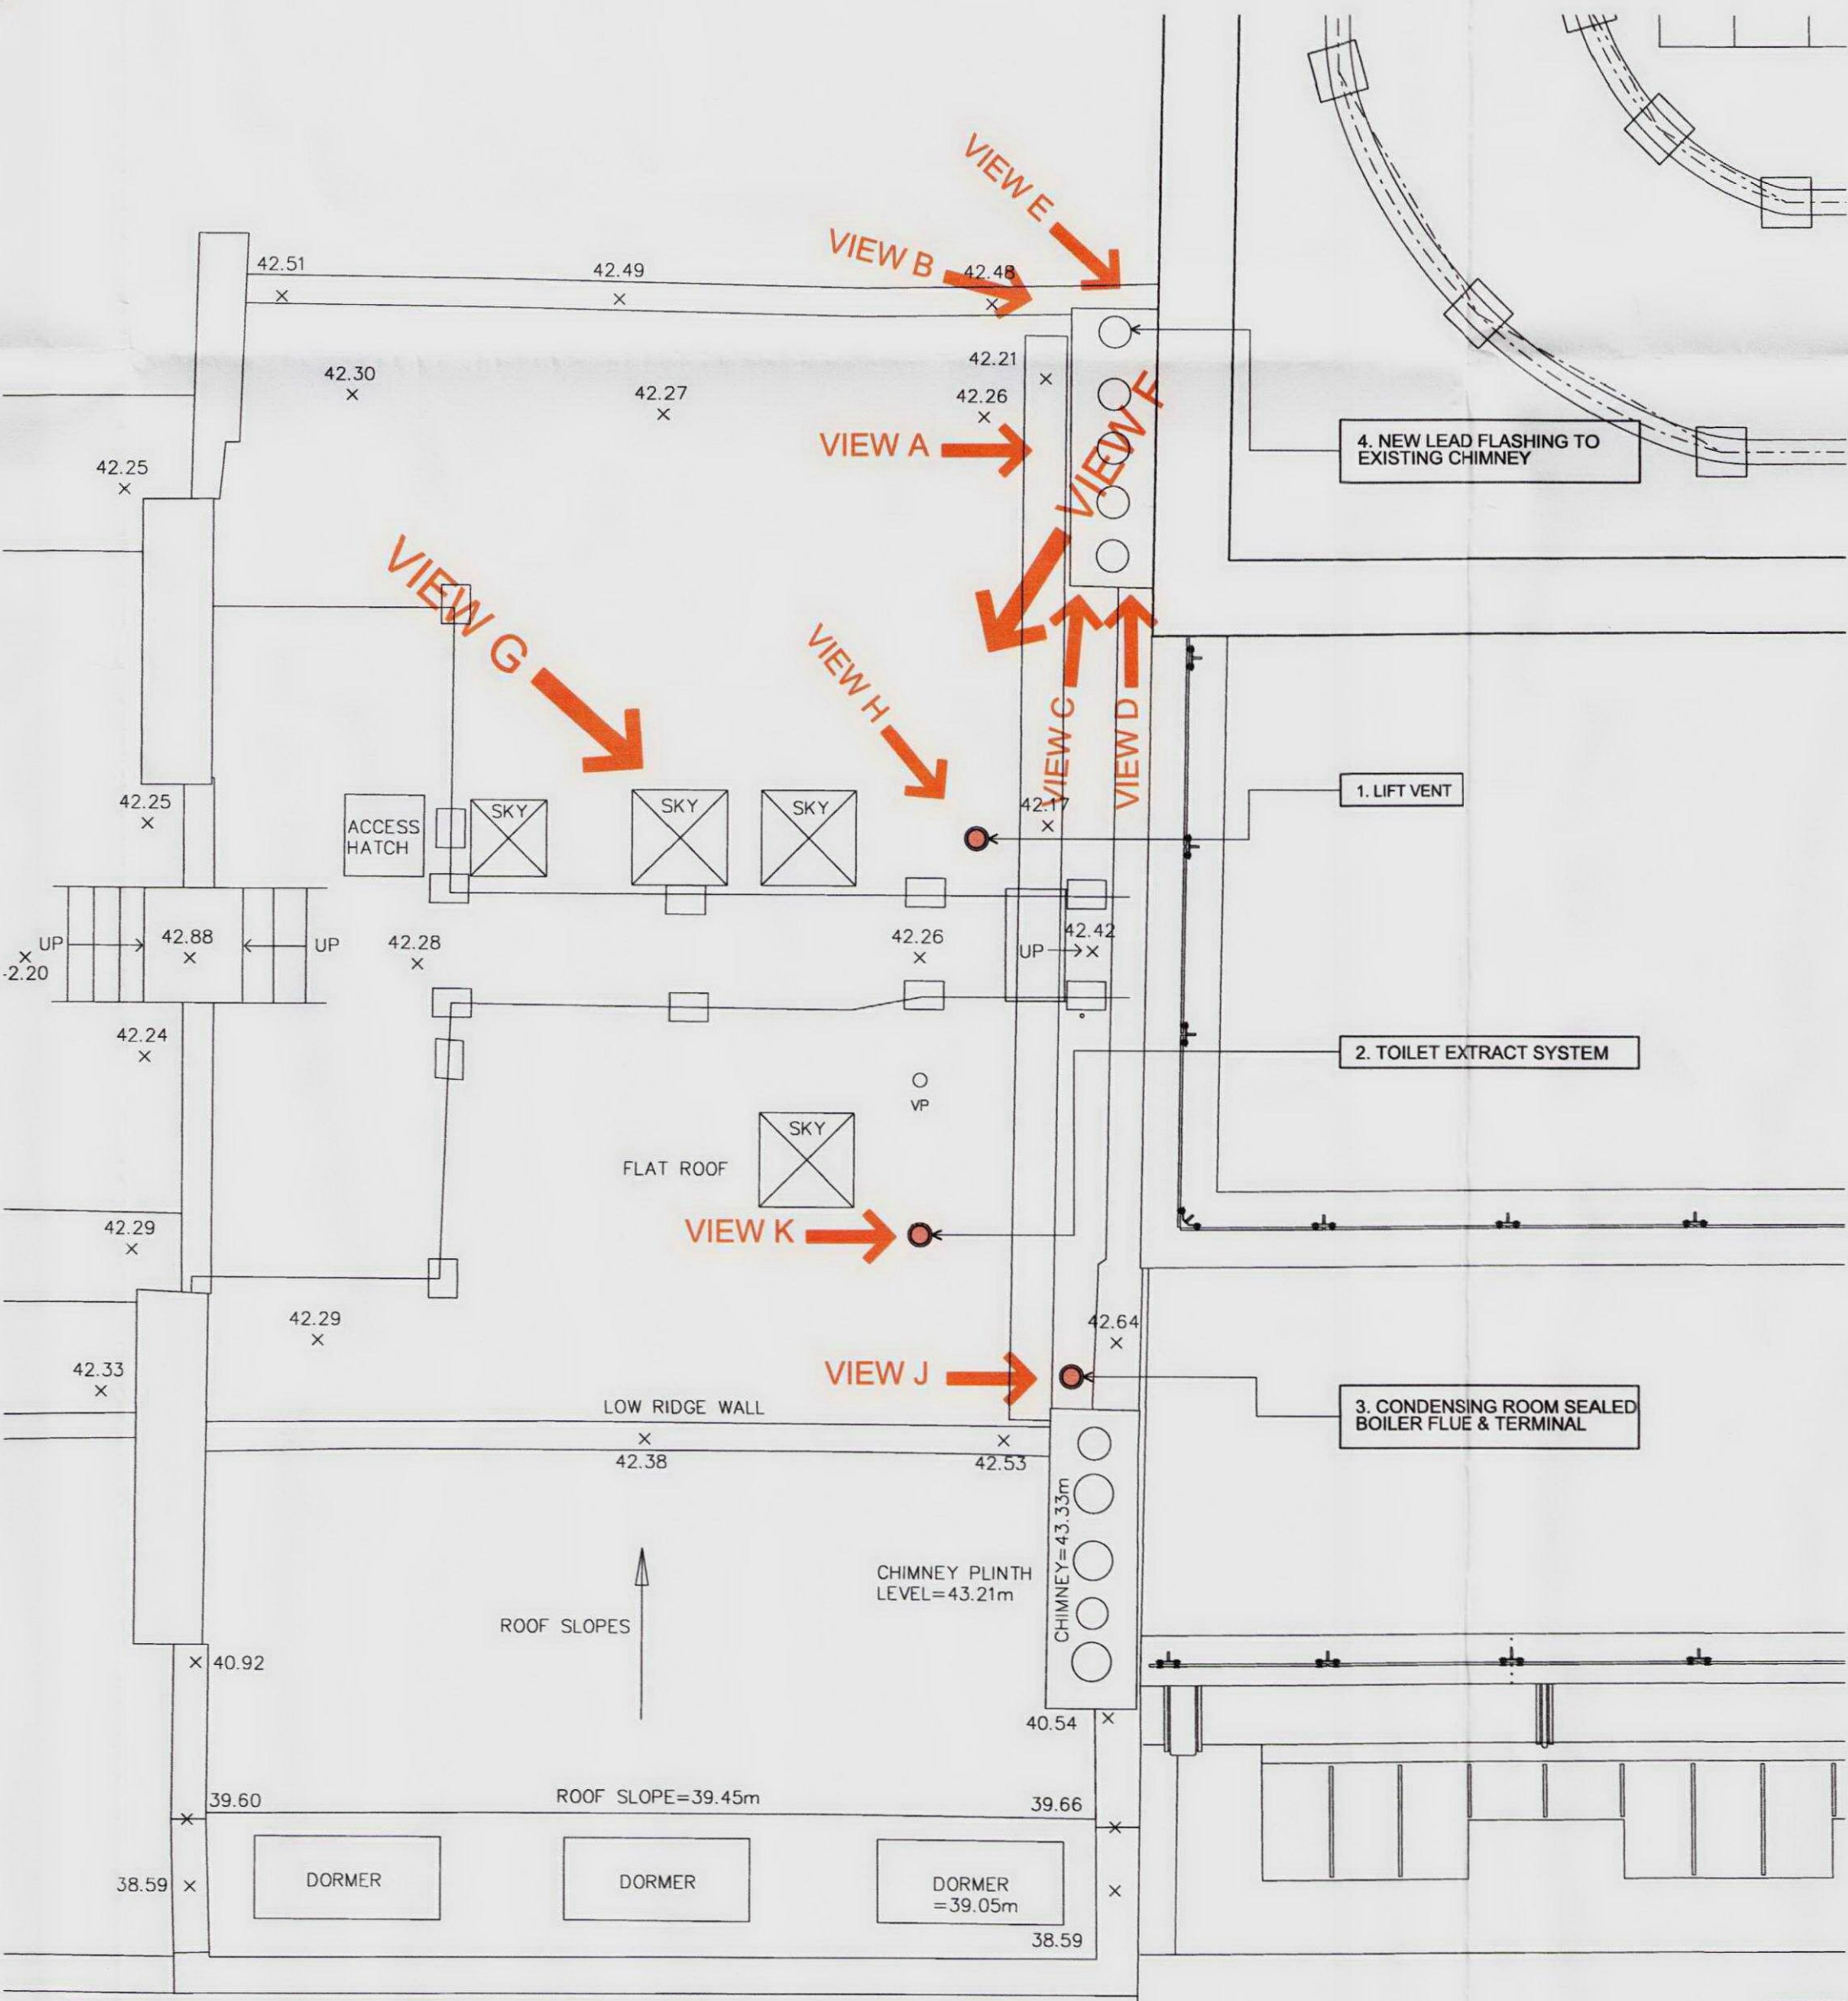 VIEW E
VIEW B
42.51
42.49
42.48
42.21
42.30
42.27
42.26
VIEW A
VIEW F
4. NEW LEAD FLASHING TO
EXISTING CHIMNEY
42.25
VIEW G
VIEW H
VIEW C
VIEW D
42.25
ACCESS
HATCH
SKY
SKY
SKY
42.17
1. LIFT VENT
UP
42.88
UP
42.28
42.26
UP
42.42
-2.20
42.24
2. TOILET EXTRACT SYSTEM
VP
SKY
FLAT ROOF
42.29
VIEW K
42.29
42.64
42.33
VIEW J
LOW RIDGE WALL
3. CONDENSING ROOM SEALED
BOILER FLUE & TERMINAL
42.38
42.53
CHIMNEY=43.33m
CHIMNEY PLINTH
LEVEL=43.21m
ROOF SLOPES
40.92
40.54
39.60
ROOF SLOPE=39.45m
39.66
38.59
DORMER
DORMER
DORMER
=39.05m
38.59